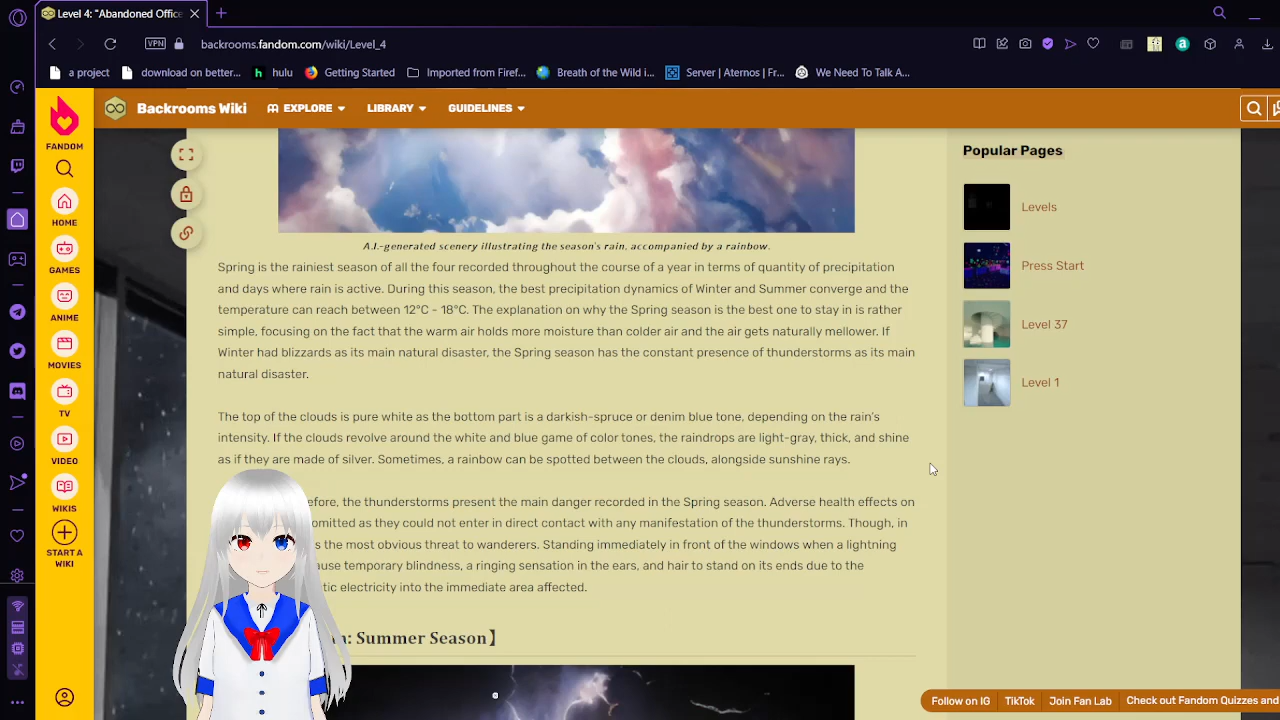 Level 4: "Abandoned Office
VPN
backrooms.fandom.com/wiki/Level_4
a project
download on better...
hulu
Getting Started
Imported from Firef...
Breath of the Wild i...
Server | Aternos | Fr...
We Need To Talk A...
FANDOM
HOME
GAMES
ANIME
MOVIES
TV
VIDEO
WIKIS
START A
WIKI
Backrooms Wiki
EXPLORE
LIBRARY
GUIDELINES
A.I.-generated scenery illustrating the season's rain, accompanied by a rainbow.
Spring is the rainiest season of all the four recorded throughout the course of a year in terms of quantity of precipitation
and days where rain is active. During this season, the best precipitation dynamics of Winter and Summer converge and the
temperature can reach between 12°C - 18°C. The explanation on why the Spring season is the best one to stay in is rather
simple, focusing on the fact that the warm air holds more moisture than colder air and the air gets naturally mellower. If
Winter had blizzards as its main natural disaster, the Spring season has the constant presence of thunderstorms as its main
natural disaster.
The top of the clouds is pure white as the bottom part is a darkish-spruce or denim blue tone, depending on the rain's
intensity. If the clouds revolve around the white and blue game of color tones, the raindrops are light-gray, thick, and shine
as if they are made of silver. Sometimes, a rainbow can be spotted between the clouds, alongside sunshine rays.
efore, the thunderstorms present the main danger recorded in the Spring season. Adverse health effects on
omitted as they could not enter in direct contact with any manifestation of the thunderstorms. Though, in
s the most obvious threat to wanderers. Standing immediately in front of the windows when a lightning
ause temporary blindness, a ringing sensation in the ears, and hair to stand on its ends due to the
tic electricity into the immediate area affected.
n: Summer Season】
Popular Pages
Levels
Press Start
Level 37
Level 1
Follow on IG
TikTok
Join Fan Lab
Check out Fandom Quizzes and